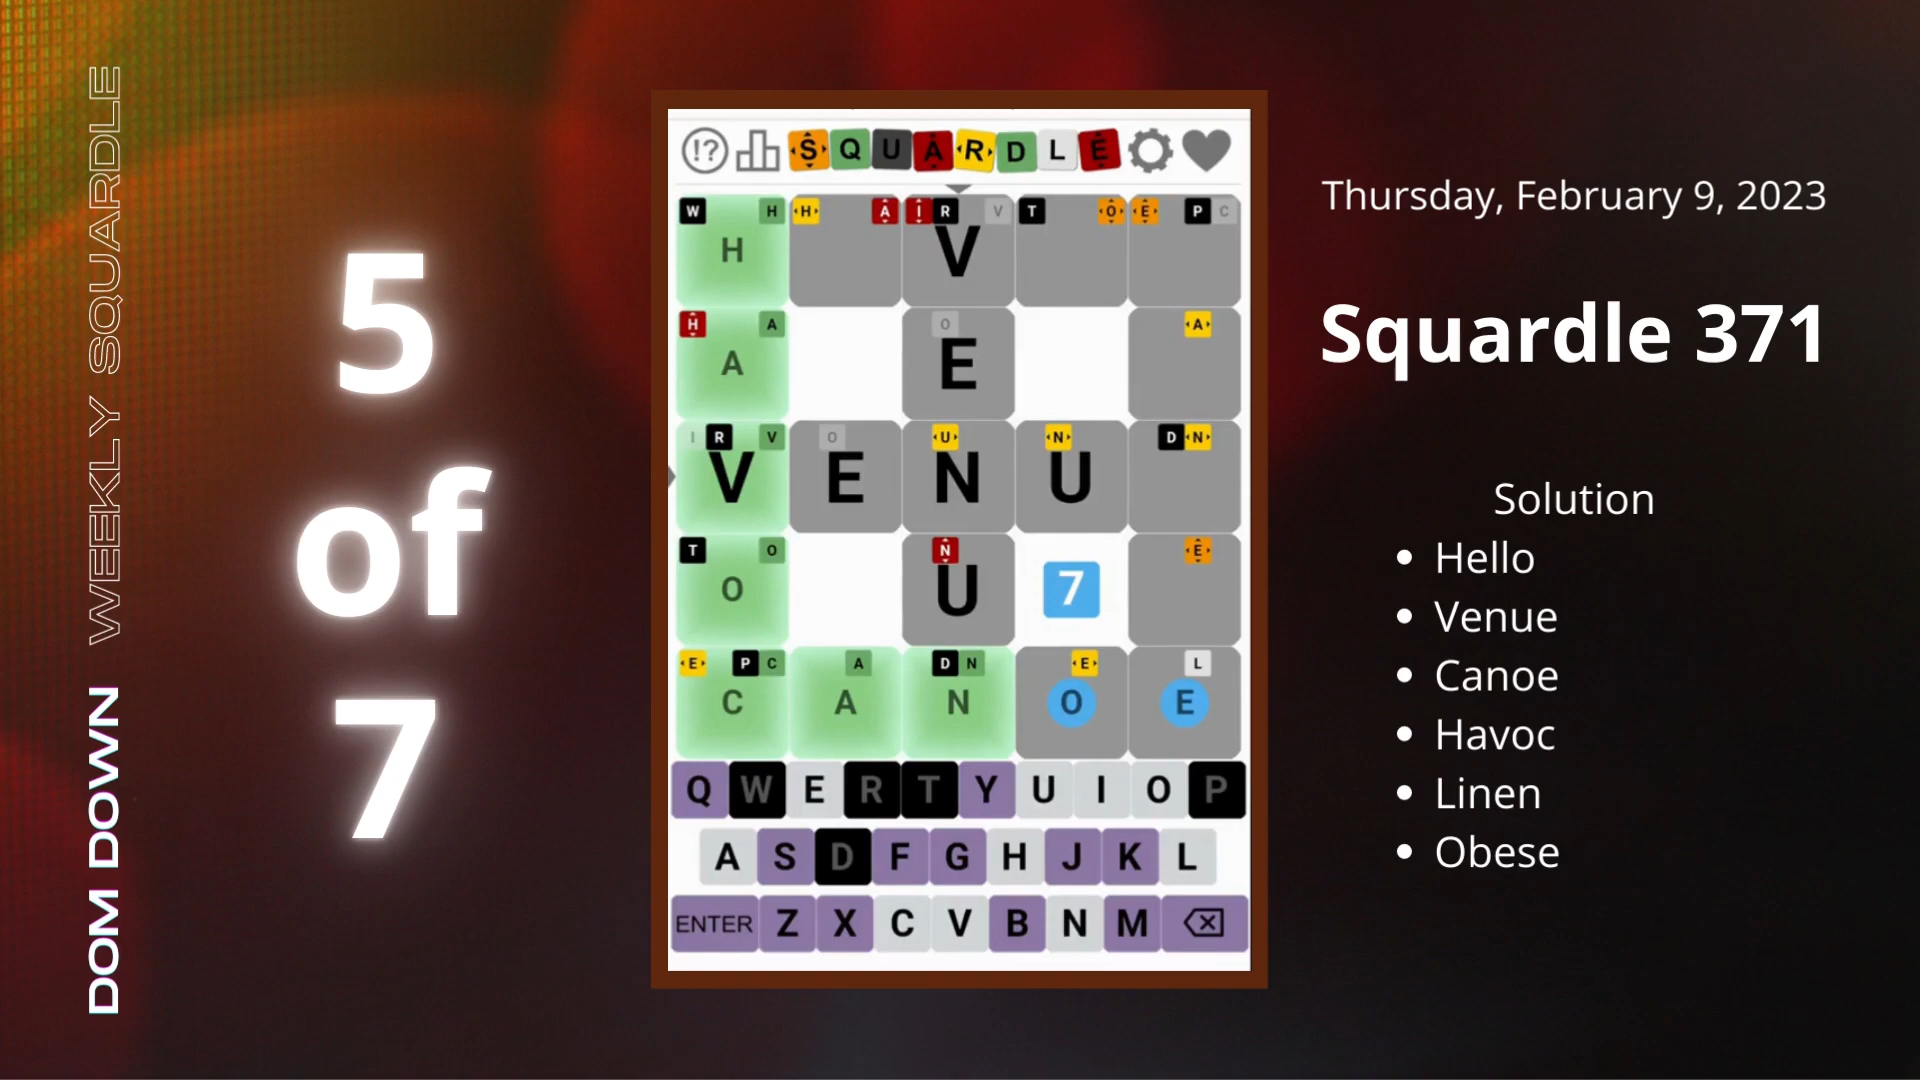 DOM DOWN WEEKLY SQUARDLE
5
of
7
!? SQUARDLE
W H H A I R V T O E P C
H V
H A O A
A E
I R V O U N D N
V E N U
T O N E
O U 7
E P C A D N E L
C A N O E
Q W E R T Y U I O P
A S D F G H J K L
ENTER Z X C V B N M
Thursday, February 9, 2023
Squardle 371
Solution
• Hello
• Venue
• Canoe
• Havoc
• Linen
• Obese